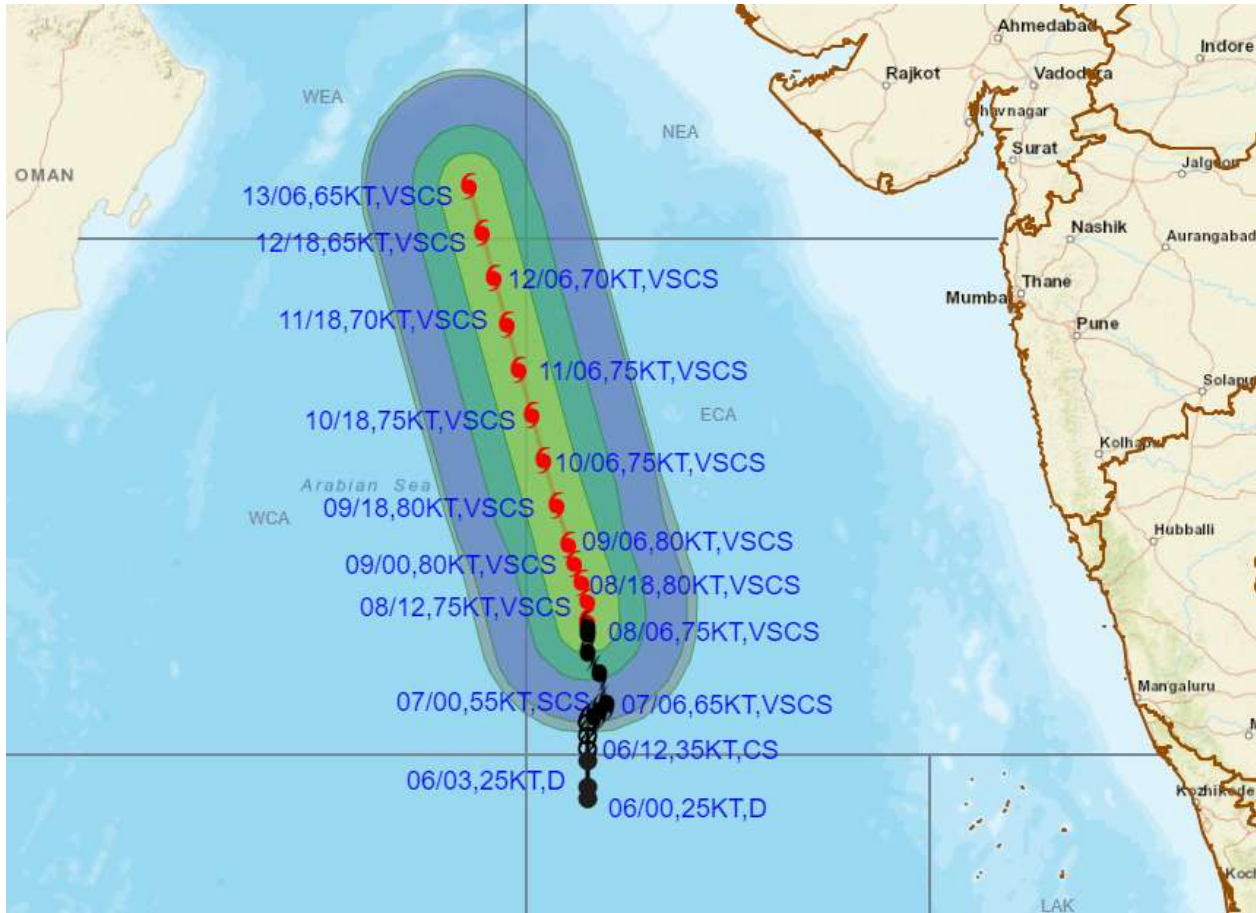 Ahmedabad
Indore
Rajkot
Vadodara
WEA
Bhavnagar
NEA
Surat
Jalgaon
OMAN
13/06,65KT,VSCS
12/18,65KT,VSCS
Nashik
Aurangabad
12/06,70KT,VSCS
Thane
Mumbai
11/18,70KT,VSCS
Pune
11/06,75KT,VSCS
Solapur
10/18,75KT,VSCS
ECA
Kolhapur
10/06,75KT,VSCS
Arabian Sea
09/18,80KT,VSCS
WCA
Hubballi
09/06,80KT,VSCS
09/00,80KT,VSCS
08/18,80KT,VSCS
08/12,75KT,VSCS
08/06,75KT,VSCS
Mangaluru
07/00,55KT,SCS
07/06,65KT,VSCS
M
06/12,35KT,CS
06/03,25KT,D
Kozhikode
06/00,25KT,D
Koch
LAK